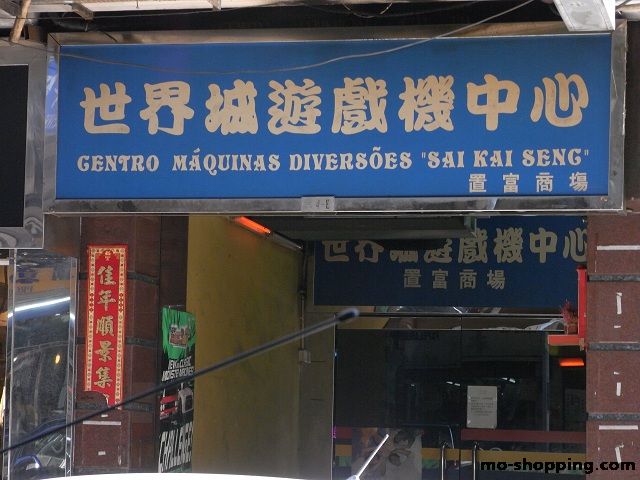 世界城遊戲機中心
CENTRO MÁQUINAS DIVERSÕES "SAI KAI SENG"
置富商場
世界城遊戲機中心
置富商場
佳年順景集
CHALLENGE
mo-shopping.com